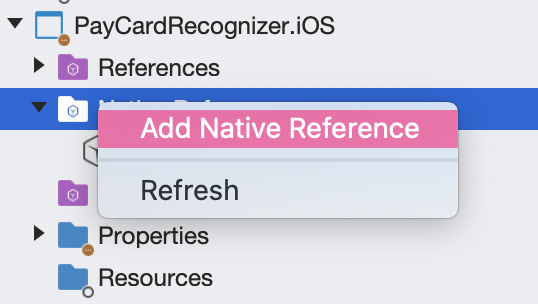 PayCardRecognizer.iOS
References
Add Native Reference
Refresh
Properties
Resources